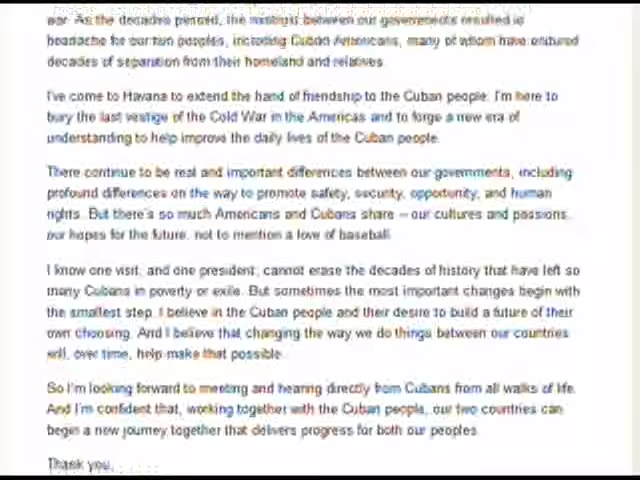 war. As the decades passed, the mistrust between our governments resulted in
headache for our two peoples, including Cuban Americans, many of whom have endured
decades of separation from their homeland and relatives.
I've come to Havana to extend the hand of friendship to the Cuban people. I'm here to
bury the last vestige of the Cold War in the Americas and to forge a new era of
understanding to help improve the daily lives of the Cuban people.
There continue to be real and important differences between our governments, including
profound differences on the way to promote safety, security, opportunity, and human
rights. But there's so much Americans and Cubans share – our cultures and passions,
our hopes for the future, not to mention a love of baseball.
I know one visit, and one president, cannot erase the decades of history that have left so
many Cubans in poverty or exile. But sometimes the most important changes begin with
the smallest step. I believe in the Cuban people and their desire to build a future of their
own choosing. And I believe that changing the way we do things between our countries
will, over time, help make that possible.
So I'm looking forward to meeting and hearing directly from Cubans from all walks of life.
And I'm confident that, working together with the Cuban people, our two countries can
begin a new journey together that delivers progress for both our peoples.
Thank you,